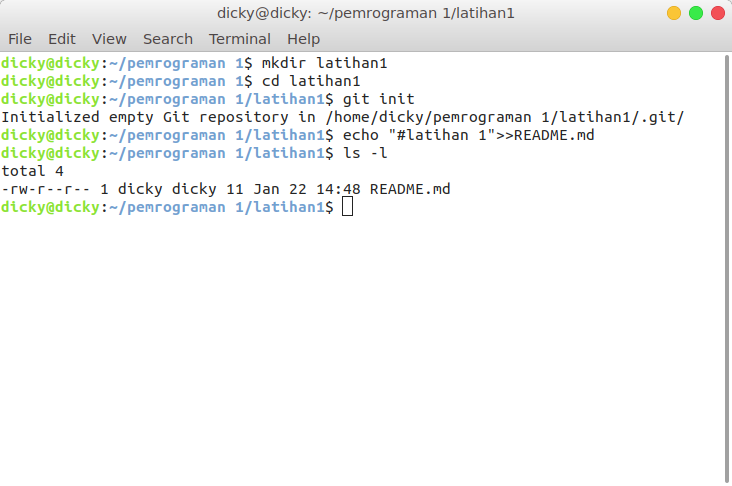 dicky@dicky: ~/pemrograman 1/latihan1
File Edit View Search Terminal Help
dicky@dicky:~/pemrograman 1$ mkdir latihan1
dicky@dicky:~/pemrograman 1$ cd latihan1
dicky@dicky:~/pemrograman 1/latihan1$ git init
Initialized empty Git repository in /home/dicky/pemrograman 1/latihan1/.git/
dicky@dicky:~/pemrograman 1/latihan1$ echo "#latihan 1">>README.md
dicky@dicky:~/pemrograman 1/latihan1$ ls -l
total 4
-rw-r--r-- 1 dicky dicky 11 Jan 22 14:48 README.md
dicky@dicky:~/pemrograman 1/latihan1$